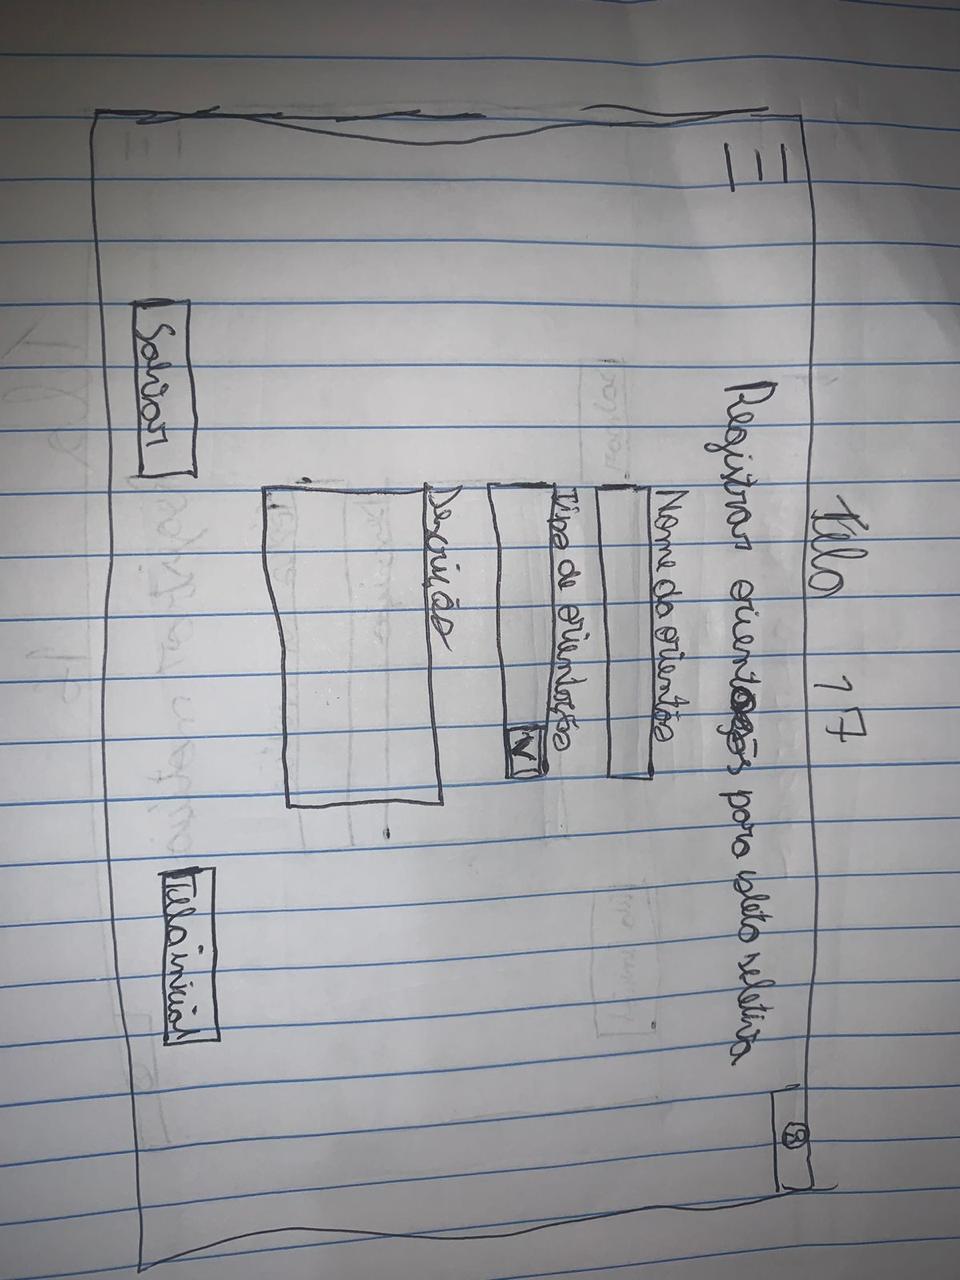 Tela 17
Registrar orientações para coleta seletiva
Nome da orientação
Tipo de orientação
Descrição
Salvar
Tela inicial